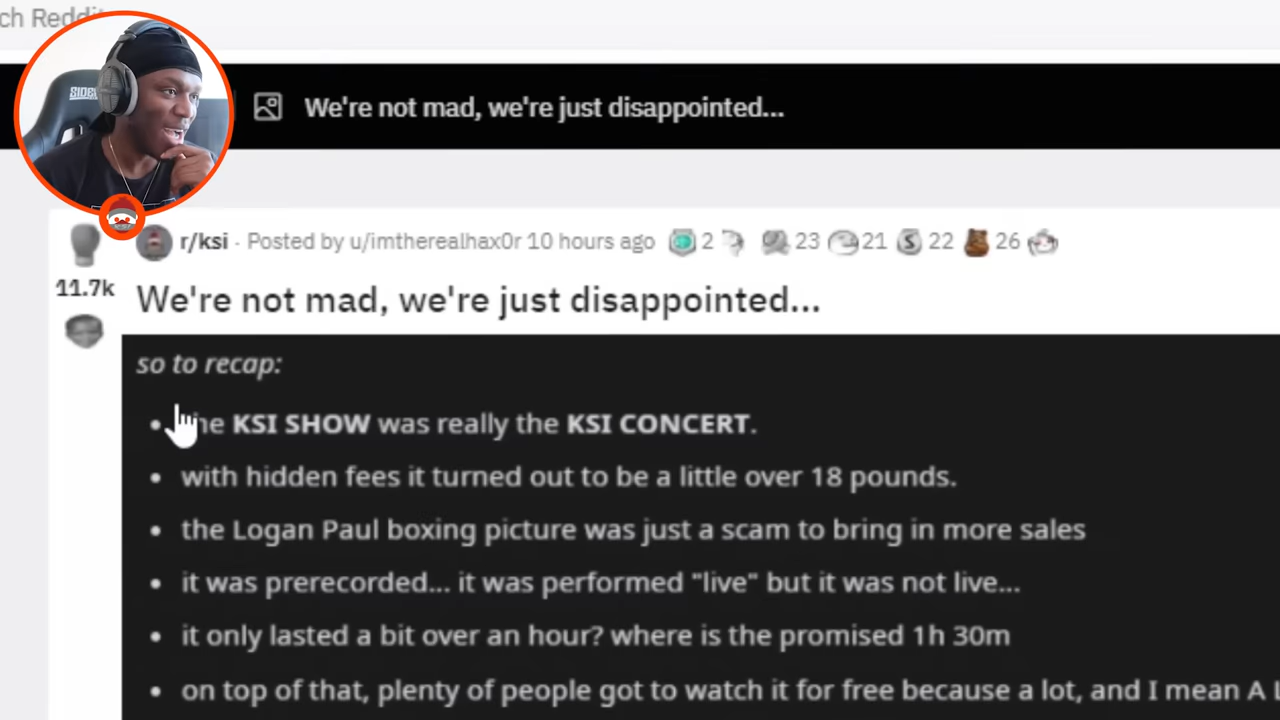 ch Reddit
SIDE
We're not mad, we're just disappointed...
r/ksi · Posted by u/imtherealhax0r 10 hours ago 2 23 21 22 26
11.7k
We're not mad, we're just disappointed...
so to recap:
• he KSI SHOW was really the KSI CONCERT.
• with hidden fees it turned out to be a little over 18 pounds.
• the Logan Paul boxing picture was just a scam to bring in more sales
• it was prerecorded... it was performed "live" but it was not live...
• it only lasted a bit over an hour? where is the promised 1h 30m
• on top of that, plenty of people got to watch it for free because a lot, and I mean A L